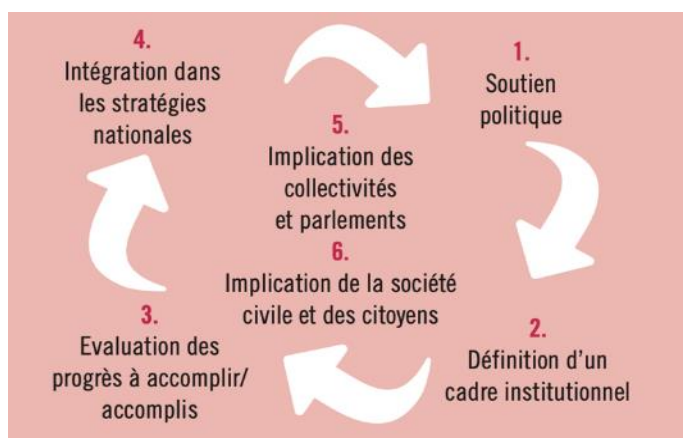 1.
Soutien
politique
2.
Définition d’un
cadre institutionnel
3.
Evaluation des
progrès à accomplir/
accomplis
4.
Intégration dans
les stratégies
nationales
5.
Implication des
collectivités
et parlements
6.
Implication de la société
civile et des citoyens